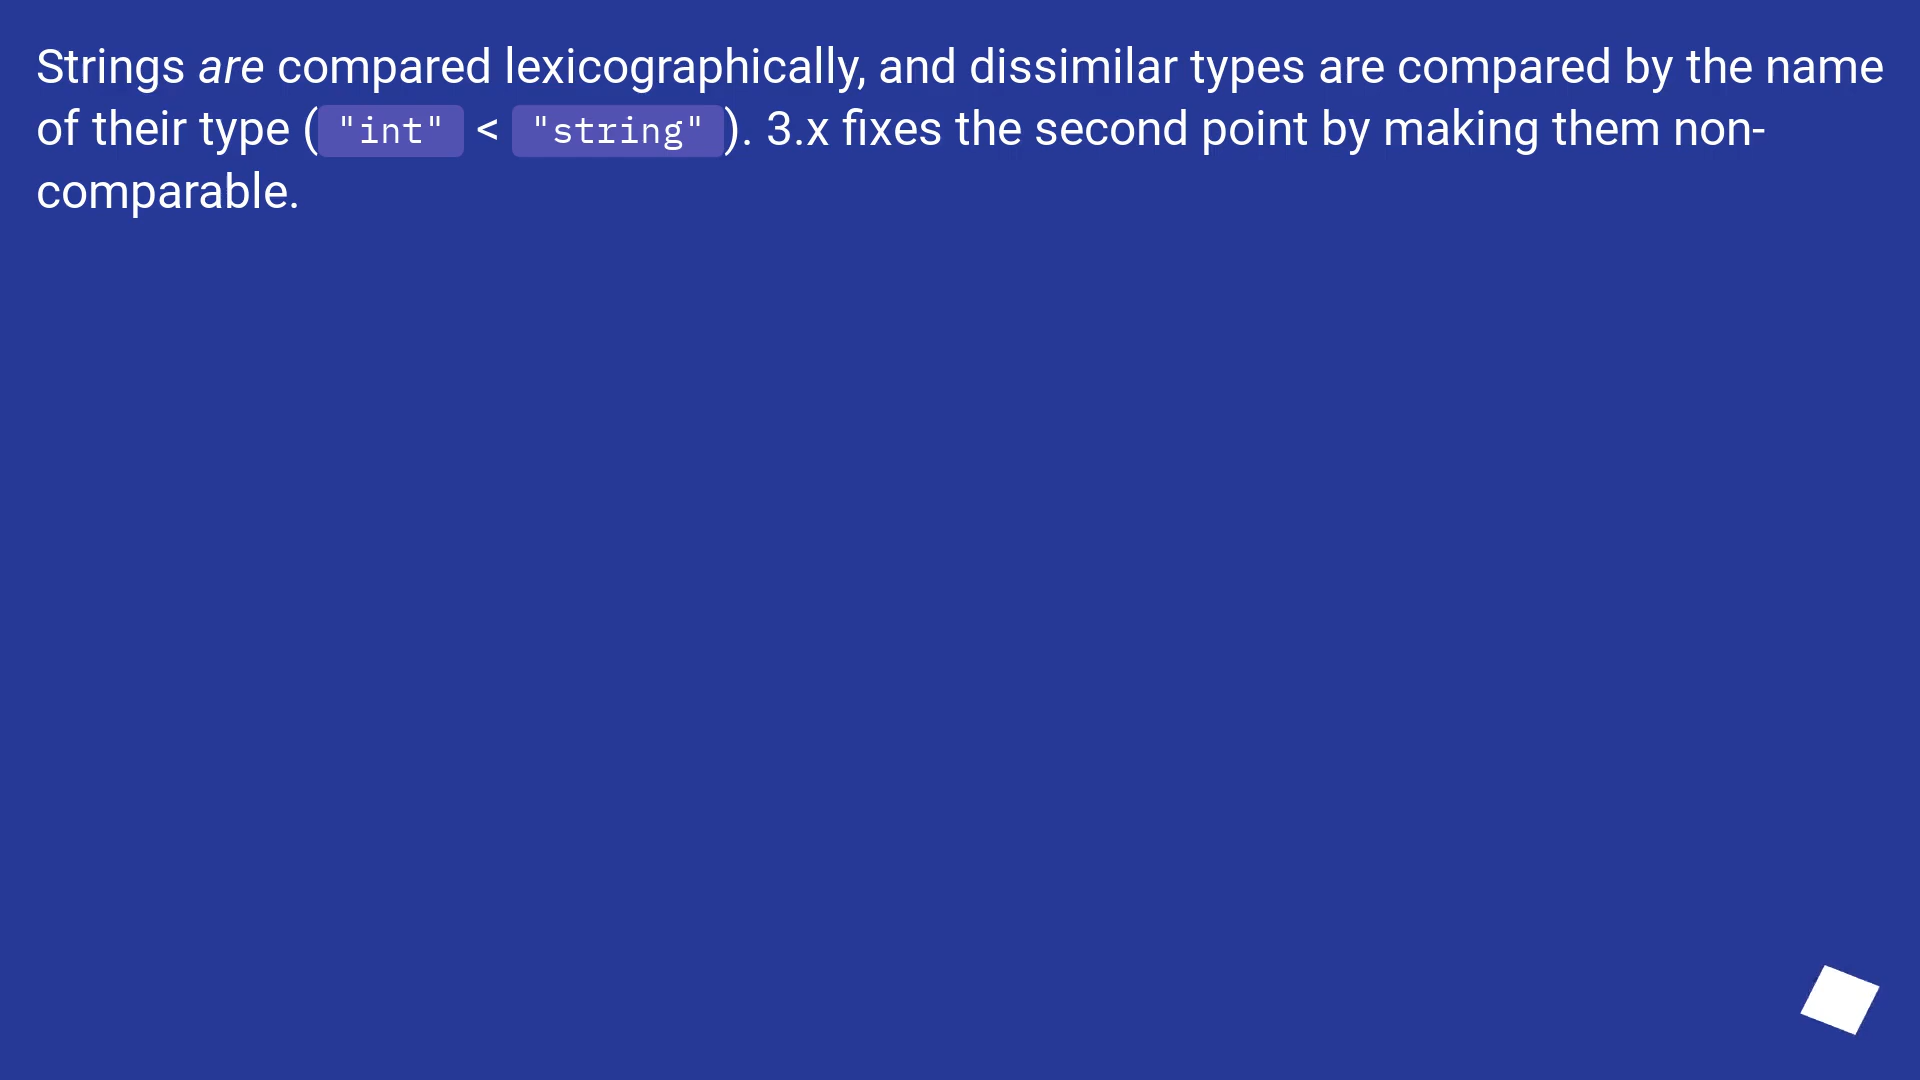 Strings are compared lexicographically, and dissimilar types are compared by the name
of their type ( "int" < "string" ). 3.x fixes the second point by making them non-
comparable.